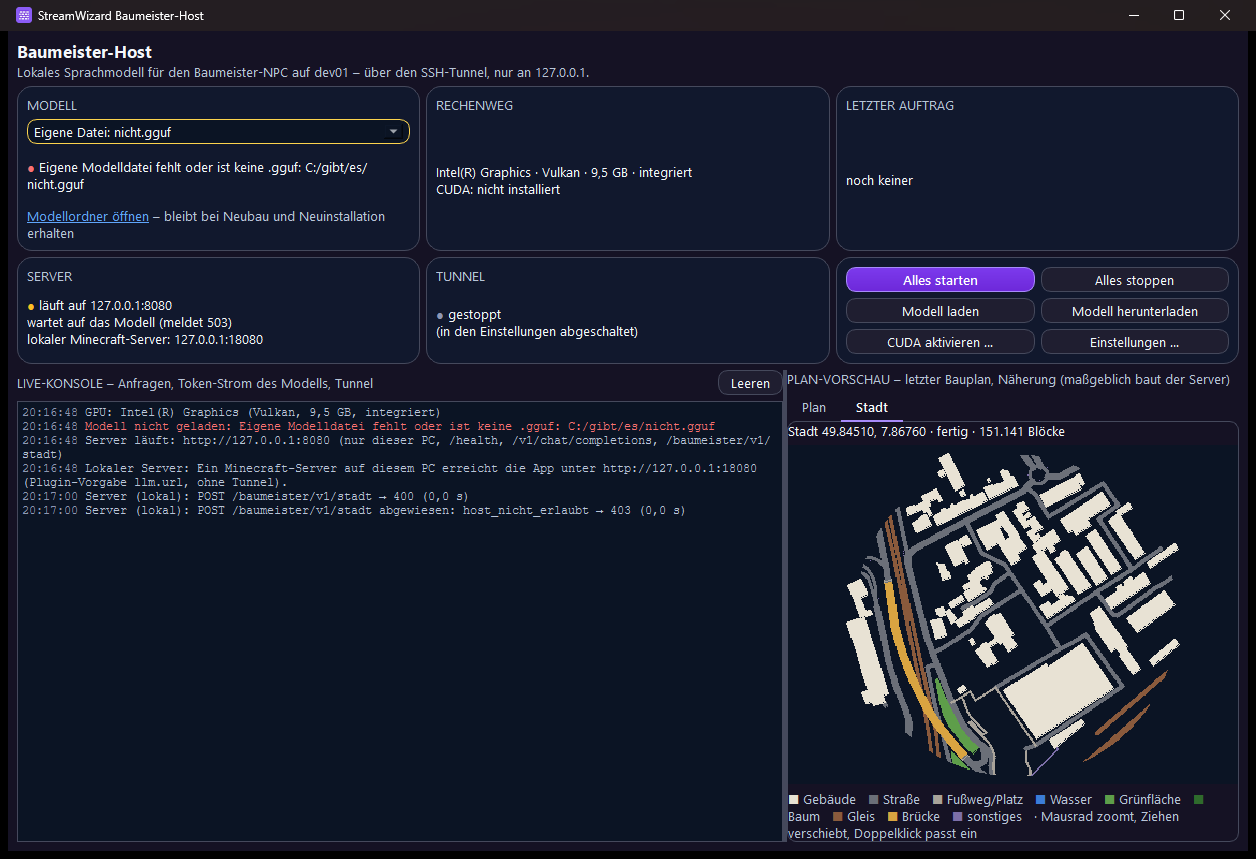 StreamWizard Baumeister-Host
Baumeister-Host
Lokales Sprachmodell für den Baumeister-NPC auf dev01 – über den SSH-Tunnel, nur an 127.0.0.1.
MODELL
Eigene Datei: nicht.gguf
● Eigene Modelldatei fehlt oder ist keine .gguf: C:/gibt/es/
nicht.gguf
Modellordner öffnen – bleibt bei Neubau und Neuinstallation
erhalten
RECHENWEG
Intel(R) Graphics · Vulkan · 9,5 GB · integriert
CUDA: nicht installiert
LETZTER AUFTRAG
noch keiner
SERVER
● läuft auf 127.0.0.1:8080
wartet auf das Modell (meldet 503)
lokaler Minecraft-Server: 127.0.0.1:18080
TUNNEL
● gestoppt
(in den Einstellungen abgeschaltet)
Alles starten
Alles stoppen
Modell laden
Modell herunterladen
CUDA aktivieren ...
Einstellungen ...
LIVE-KONSOLE – Anfragen, Token-Strom des Modells, Tunnel
Leeren
20:16:48 GPU: Intel(R) Graphics (Vulkan, 9,5 GB, integriert)
20:16:48 Modell nicht geladen: Eigene Modelldatei fehlt oder ist keine .gguf: C:/gibt/es/nicht.gguf
20:16:48 Server läuft: http://127.0.0.1:8080 (nur dieser PC, /health, /v1/chat/completions, /baumeister/v1/
stadt)
20:16:48 Lokaler Server: Ein Minecraft-Server auf diesem PC erreicht die App unter http://127.0.0.1:18080
(Plugin-Vorgabe llm.url, ohne Tunnel).
20:17:00 Server (lokal): POST /baumeister/v1/stadt → 400 (0,0 s)
20:17:00 Server (lokal): POST /baumeister/v1/stadt abgewiesen: host_nicht_erlaubt → 403 (0,0 s)
PLAN-VORSCHAU – letzter Bauplan, Näherung (maßgeblich baut der Server)
Plan
Stadt
Stadt 49.84510, 7.86760 · fertig · 151.141 Blöcke
Gebäude Straße Fußweg/Platz Wasser Grünfläche
Baum Gleis Brücke sonstiges · Mausrad zoomt, Ziehen
verschiebt, Doppelklick passt ein